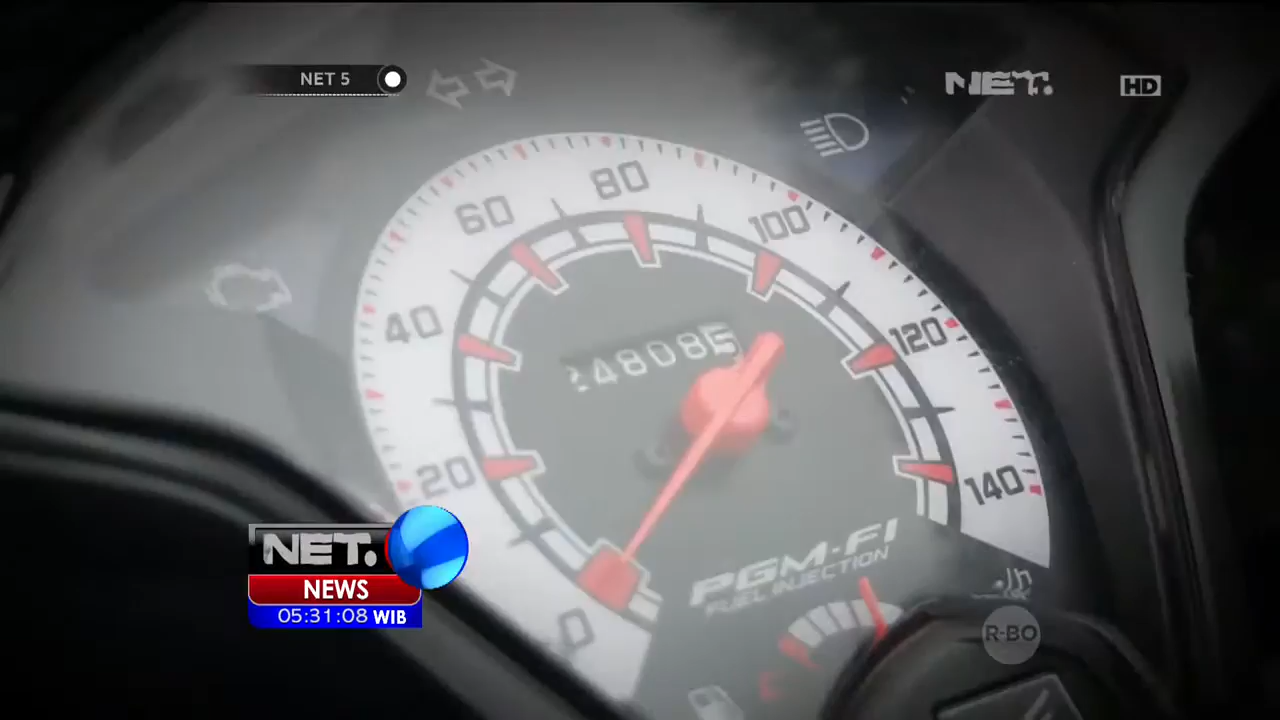 NET 5
NET.
HD
80
60
100
40
120
48085
20
140
PGM-FI
FUEL INJECTION
0
NET.
NEWS
05:31:08 WIB
R-BO